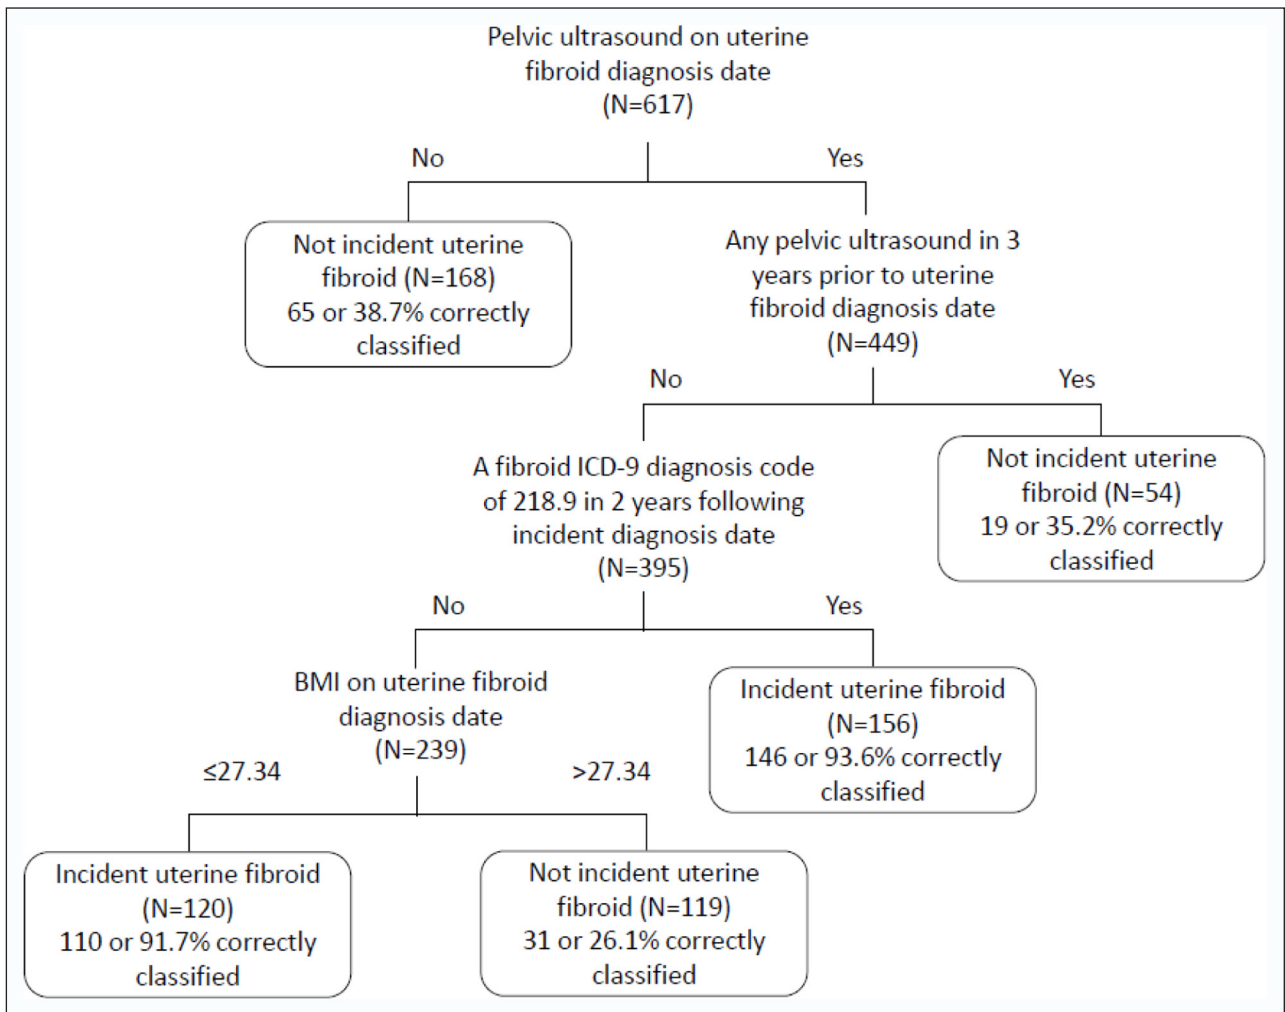 Pelvic ultrasound on uterine
fibroid diagnosis date
(N=617)
No
Yes
Not incident uterine
fibroid (N=168)
65 or 38.7% correctly
classified
Any pelvic ultrasound in 3
years prior to uterine
fibroid diagnosis date
(N=449)
No
Yes
A fibroid ICD-9 diagnosis code
of 218.9 in 2 years following
incident diagnosis date
(N=395)
Not incident uterine
fibroid (N=54)
19 or 35.2% correctly
classified
No
Yes
BMI on uterine fibroid
diagnosis date
(N=239)
Incident uterine fibroid
(N=156)
146 or 93.6% correctly
classified
≤27.34
>27.34
Incident uterine fibroid
(N=120)
110 or 91.7% correctly
classified
Not incident uterine
fibroid (N=119)
31 or 26.1% correctly
classified